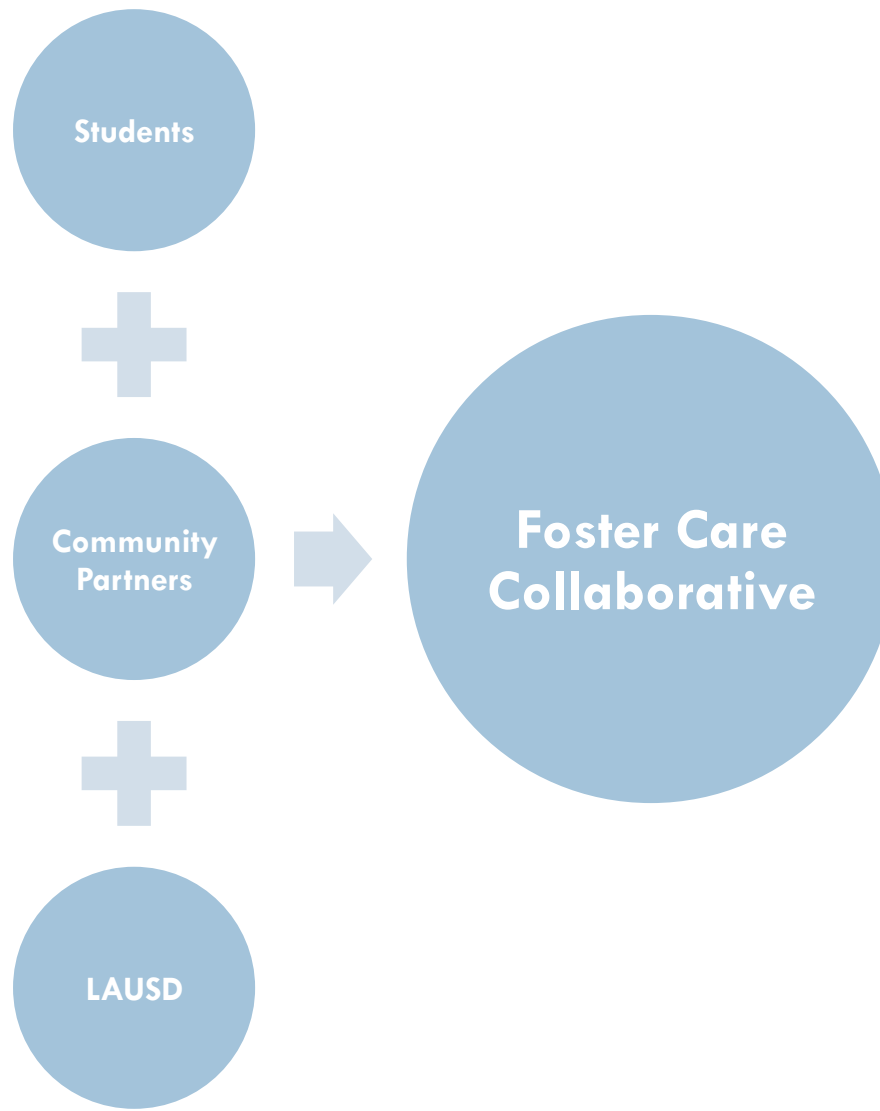 Students
Community
Partners
LAUSD
Foster Care
Collaborative